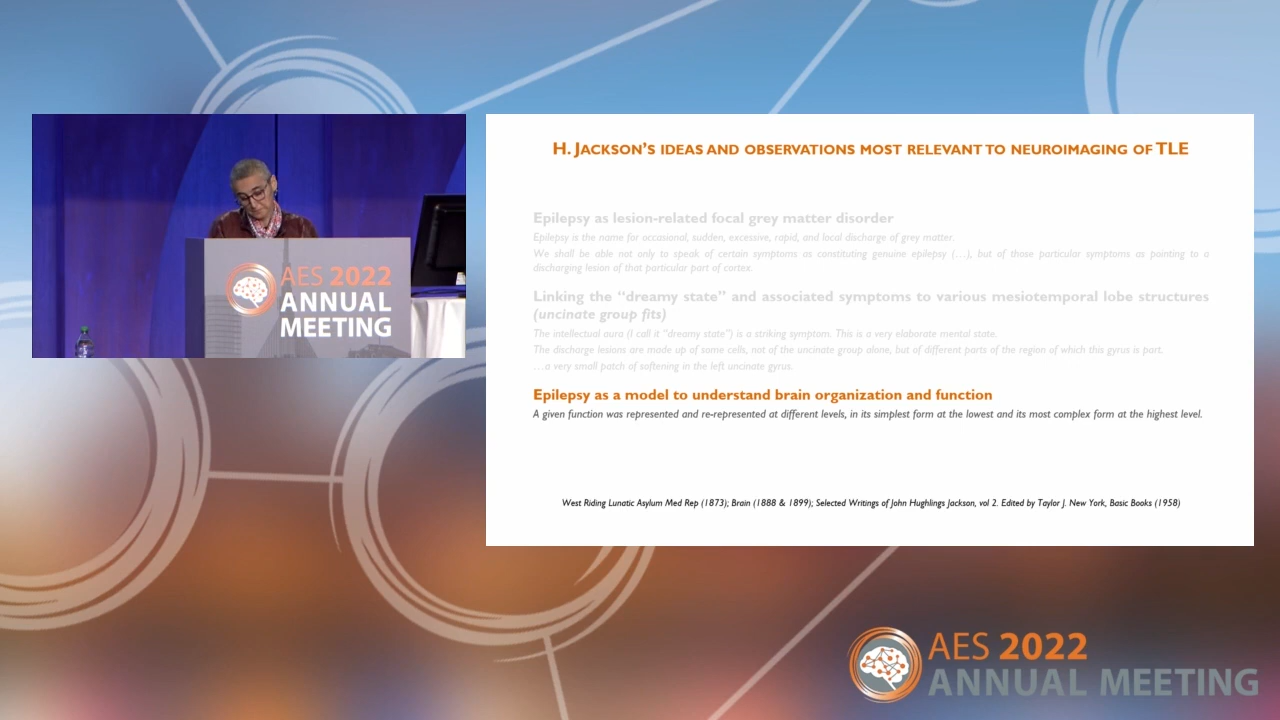 AES 2022
ANNUAL
MEETING
H. JACKSON'S IDEAS AND OBSERVATIONS MOST RELEVANT TO NEUROIMAGING OF TLE
Epilepsy as lesion-related focal grey matter disorder
Epilepsy is the name for occasional, sudden, excessive, rapid, and local discharge of grey matter.
We shall be able not only to speak of certain symptoms as constituting genuine epilepsy (…), but of those particular symptoms as pointing to a
discharging lesion of that particular part of cortex.
Linking the “dreamy state” and associated symptoms to various mesiotemporal lobe structures
(uncinate group fits)
The intellectual aura (I call it “dreamy state”) is a striking symptom. This is a very elaborate mental state.
The discharge lesions are made up of some cells, not of the uncinate group alone, but of different parts of the region of which this gyrus is part.
…a very small patch of softening in the left uncinate gyrus.
Epilepsy as a model to understand brain organization and function
A given function was represented and re-represented at different levels, in its simplest form at the lowest and its most complex form at the highest level.
West Riding Lunatic Asylum Med Rep (1873); Brain (1888 & 1899); Selected Writings of John Hughlings Jackson, vol 2. Edited by Taylor J. New York, Basic Books (1958)
AES 2022
ANNUAL MEETING